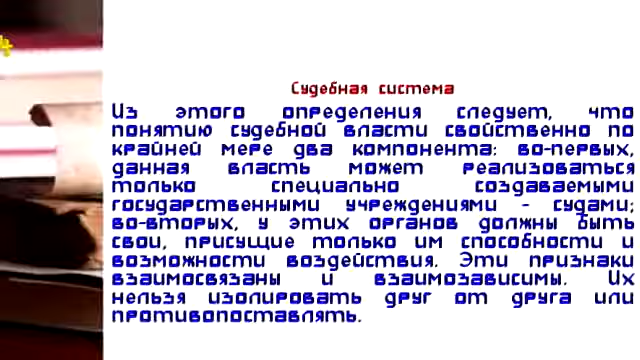 4
Судебная система
Из этого определения следует, что
понятию судебной власти свойственно по
крайней мере два компонента: во-первых,
данная власть может реализоваться
только специально создаваемыми
государственными учреждениями - судами;
во-вторых, у этих органов должны быть
свои, присущие только им способности и
возможности воздействия. Эти признаки
взаимосвязаны и взаимозависимы. Их
нельзя изолировать друг от друга или
противопоставлять.